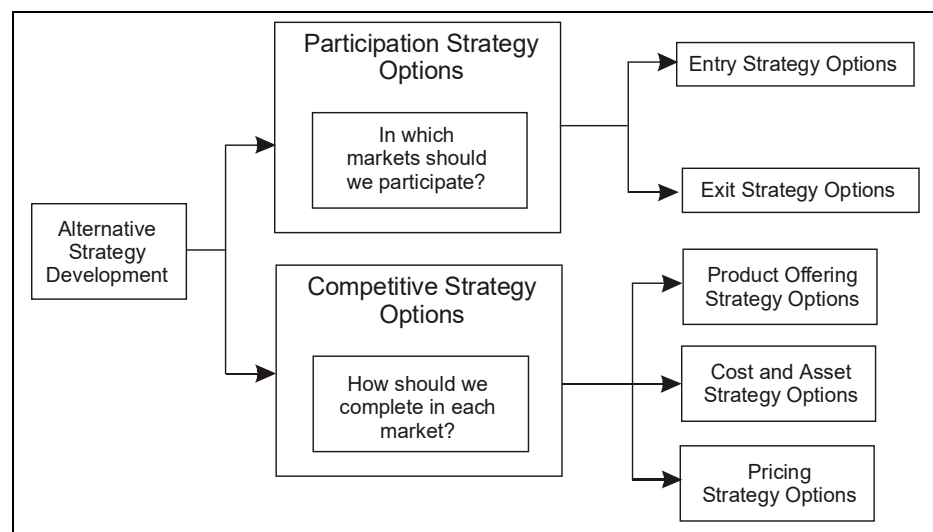 Participation Strategy
Options
In which
markets should
we participate?
Entry Strategy Options
Exit Strategy Options
Alternative
Strategy
Development
Competitive Strategy
Options
How should we
complete in each
market?
Product Offering
Strategy Options
Cost and Asset
Strategy Options
Pricing
Strategy Options